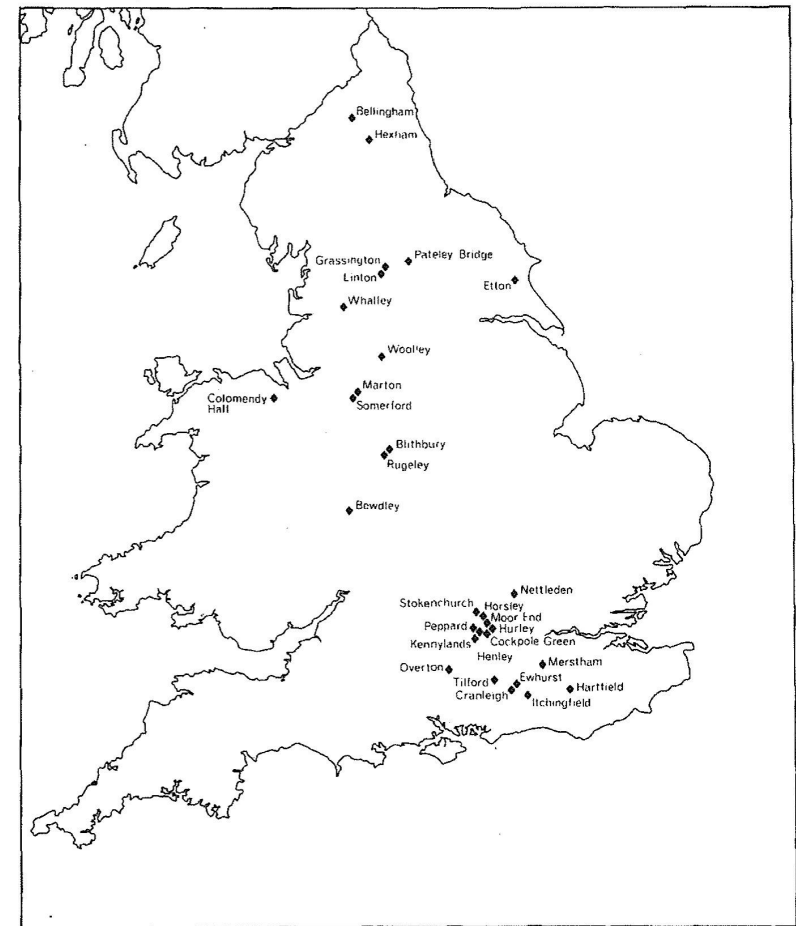 Bellingham
Hexham
Grassington
Pateley Bridge
Linton
Etton
Whalley
Woolley
Marton
Colomendy
Hall
Somerford
Blithbury
Rugeley
Bewdley
Nettleden
Stokenchurch
Horsley
Moor End
Peppard
Hurley
Kennylands
Cockpole Green
Henley
Merstham
Overton
Tilford
Ewhurst
Cranleigh
Hartfield
Itchingfield